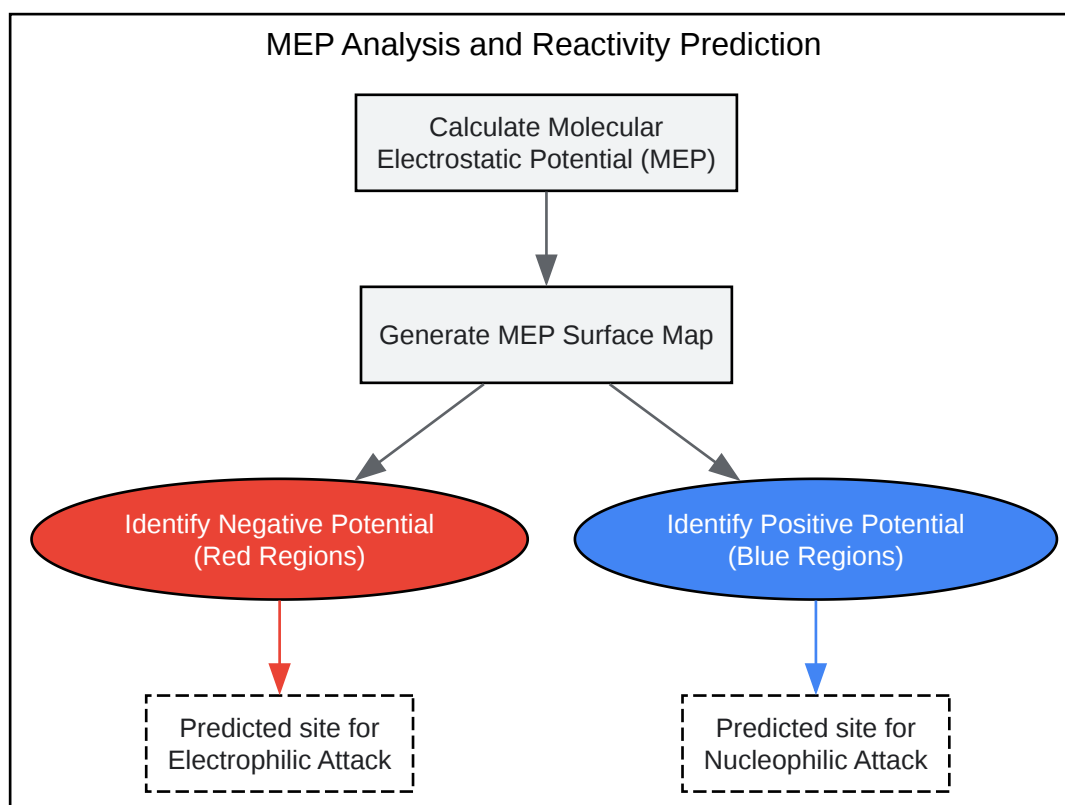 MEP Analysis and Reactivity Prediction
Calculate Molecular
Electrostatic Potential (MEP)
Generate MEP Surface Map
Identify Negative Potential
(Red Regions)
Identify Positive Potential
(Blue Regions)
Predicted site for
Electrophilic Attack
Predicted site for
Nucleophilic Attack